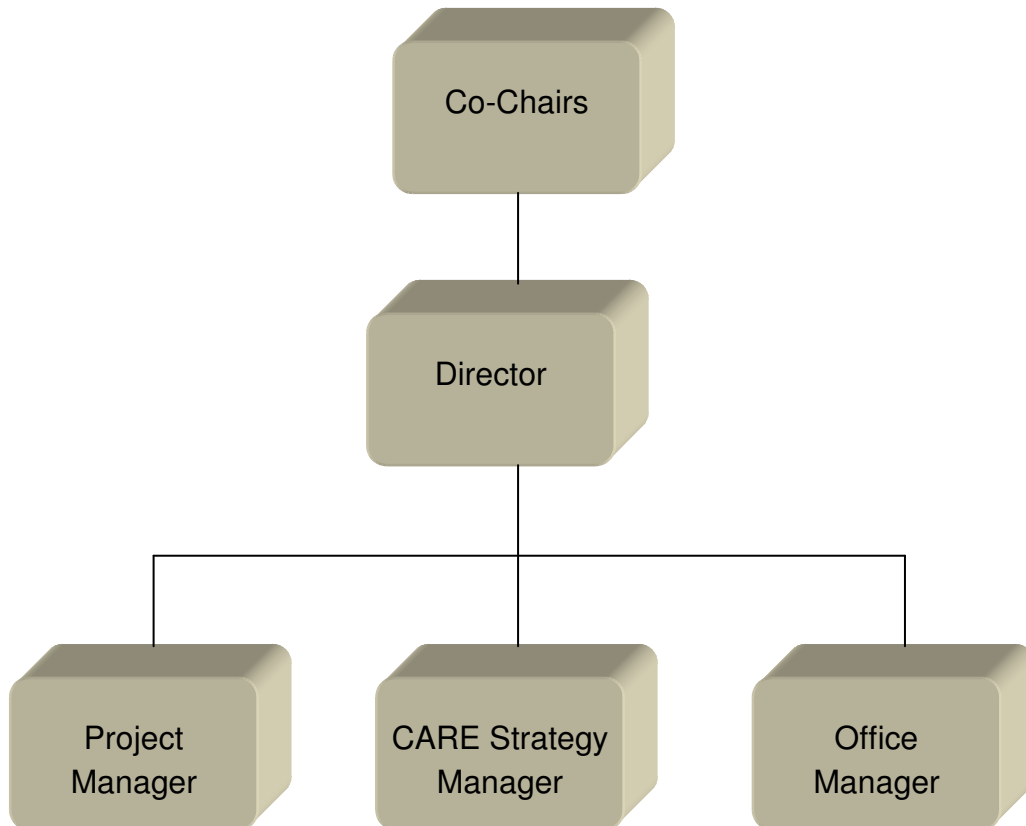 Co-Chairs
Director
Project
Manager
CARE Strategy
Manager
Office
Manager